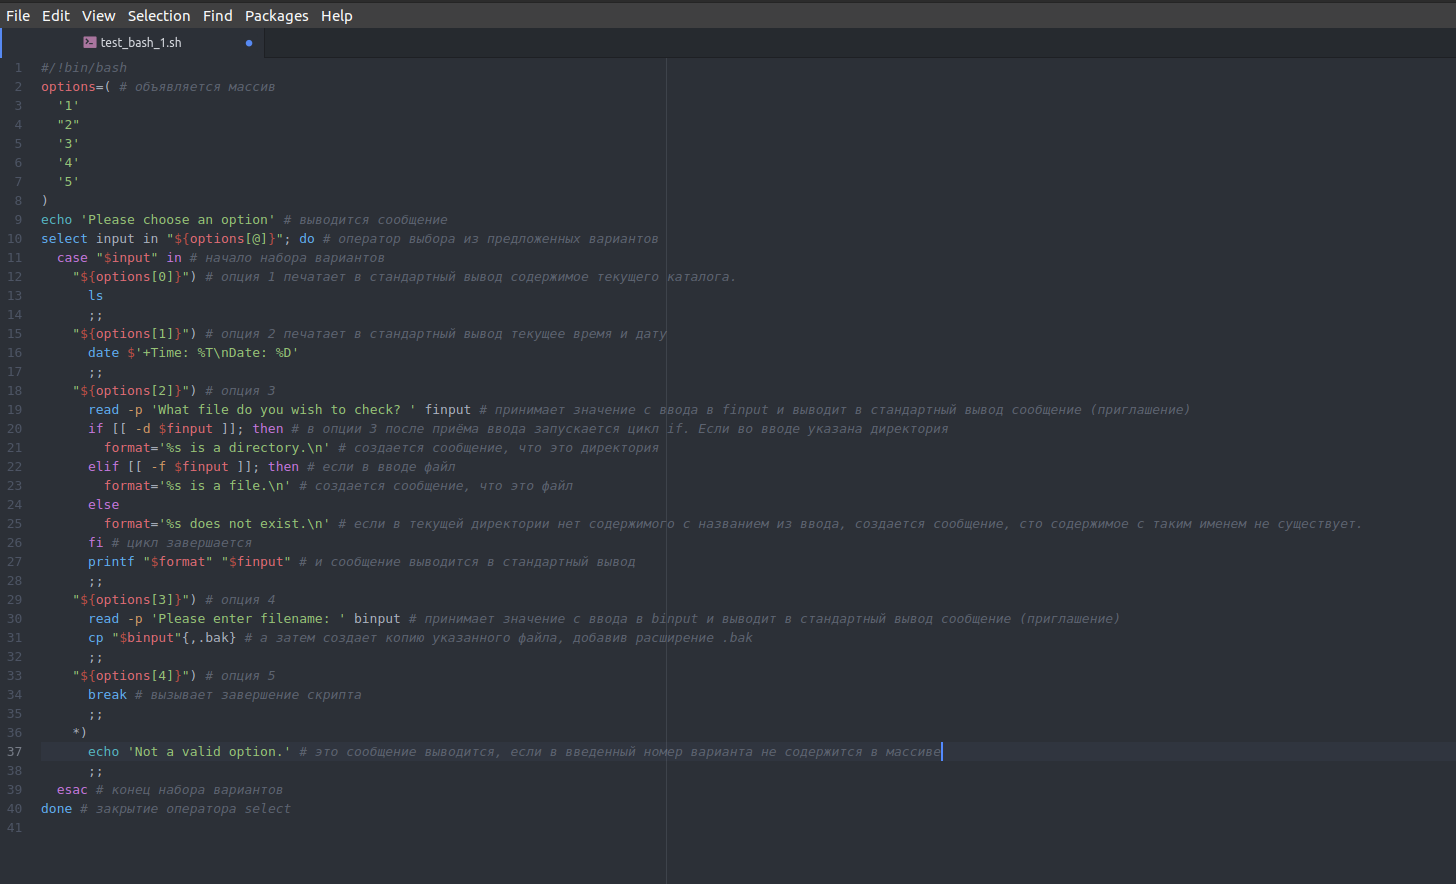 File Edit View Selection Find Packages Help
test_bash_1.sh
1 #/!bin/bash
2 options=( # объявляется массив
3   '1'
4   "2"
5   '3'
6   '4'
7   '5'
8 )
9 echo 'Please choose an option' # выводится сообщение
10 select input in "${options[@]}"; do # оператор выбора из предложенных вариантов
11   case "$input" in # начало набора вариантов
12     "${options[0]}") # опция 1 печатает в стандартный вывод содержимое текущего каталога.
13       ls
14       ;;
15     "${options[1]}") # опция 2 печатает в стандартный вывод текущее время и дату
16       date $'+Time: %T\nDate: %D'
17       ;;
18     "${options[2]}") # опция 3
19       read -p 'What file do you wish to check? ' finput # принимает значение с ввода в finput и выводит в стандартный вывод сообщение (приглашение)
20       if [[ -d $finput ]]; then # в опции 3 после приёма ввода запускается цикл if. Если во вводе указана директория
21         format='%s is a directory.\n' # создается сообщение, что это директория
22       elif [[ -f $finput ]]; then # если в вводе файл
23         format='%s is a file.\n' # создается сообщение, что это файл
24       else
25         format='%s does not exist.\n' # если в текущей директории нет содержимого с названием из ввода, создается сообщение, сто содержимое с таким именем не существует.
26       fi # цикл завершается
27       printf "$format" "$finput" # и сообщение выводится в стандартный вывод
28       ;;
29     "${options[3]}") # опция 4
30       read -p 'Please enter filename: ' binput # принимает значение с ввода в binput и выводит в стандартный вывод сообщение (приглашение)
31       cp "$binput"{,.bak} # а затем создает копию указанного файла, добавив расширение .bak
32       ;;
33     "${options[4]}") # опция 5
34       break # вызывает завершение скрипта
35       ;;
36     *)
37       echo 'Not a valid option.' # это сообщение выводится, если в введенный номер варианта не содержится в массиве
38       ;;
39   esac # конец набора вариантов
40 done # закрытие оператора select
41